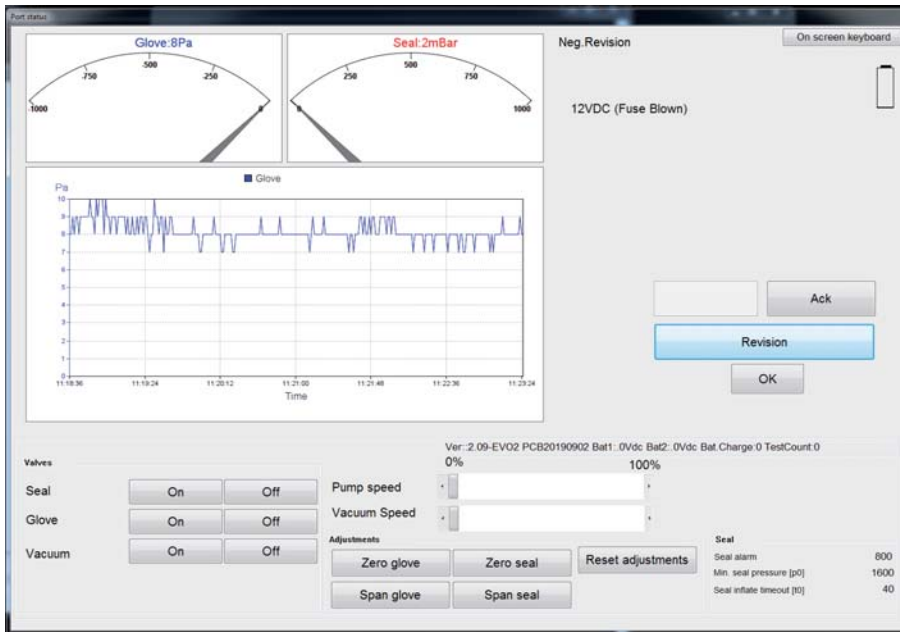 Port status
On screen keyboard
Glove:8Pa
-1000 -750 -500 -250 0
Seal:2mBar
0 250 500 750 1000
Neg.Revision
12VDC (Fuse Blown)
Glove
Pa
10
9
8
7
6
5
4
3
2
1
0
11:18:36 11:19:24 11:20:12 11:21:00 11:21:48 11:22:36 11:23:24
Time
Ack
Revision
OK
Ver.:2.09-EVO2 PCB20190902 Bat1:.0Vdc Bat2:.0Vdc Bat.Charge:0 TestCount:0
0% 100%
Pump speed
Vacuum Speed
Valves
Seal On Off
Glove On Off
Vacuum On Off
Adjustments
Zero glove Zero seal Reset adjustments
Span glove Span seal
Seal
Seal alarm 800
Min. seal pressure [p0] 1600
Seal inflate timeout [t0] 40